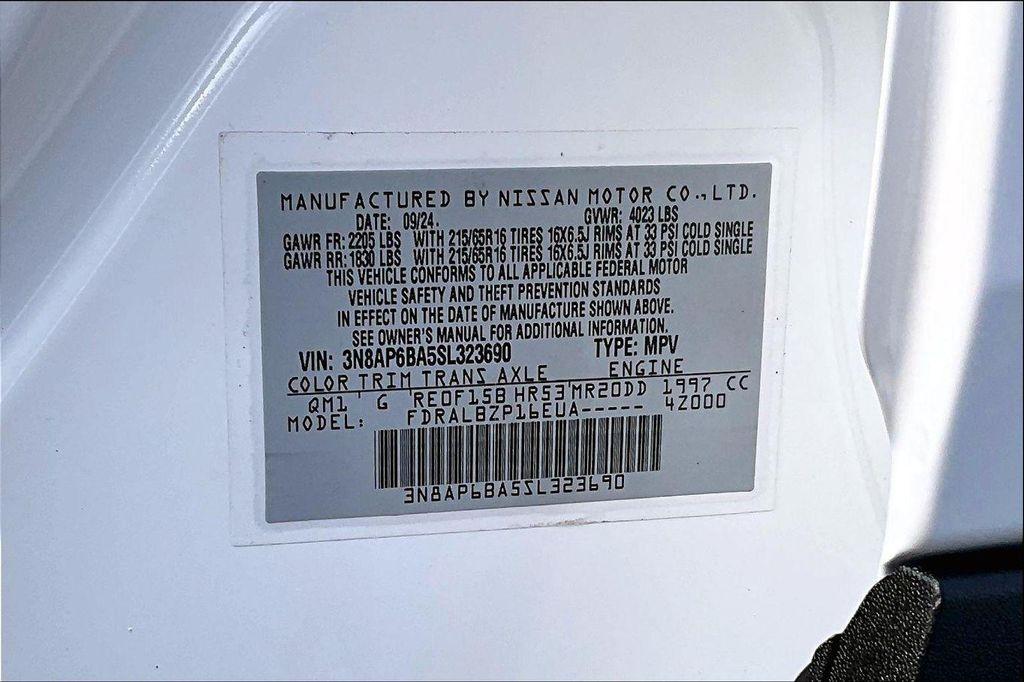 MANUFACTURED BY NISSAN MOTOR CO.,LTD.
DATE: 09/24. GVWR: 4023 LBS
GAWR FR: 2205 LBS WITH 215/65R16 TIRES 16X6.5J RIMS AT 33 PSI COLD SINGLE
GAWR RR: 1830 LBS WITH 215/65R16 TIRES 16X6.5J RIMS AT 33 PSI COLD SINGLE
THIS VEHICLE CONFORMS TO ALL APPLICABLE FEDERAL MOTOR
VEHICLE SAFETY AND THEFT PREVENTION STANDARDS
IN EFFECT ON THE DATE OF MANUFACTURE SHOWN ABOVE.
SEE OWNER'S MANUAL FOR ADDITIONAL INFORMATION.
VIN: 3N8AP6BA5SL323690 TYPE: MPV
COLOR TRIM TRANS AXLE ENGINE
QM1 G RE0F15B HR53 MR20DD 1997 CC
MODEL: FDRALBZP16EUA----- 4Z000
3N8AP6BA5SL323690